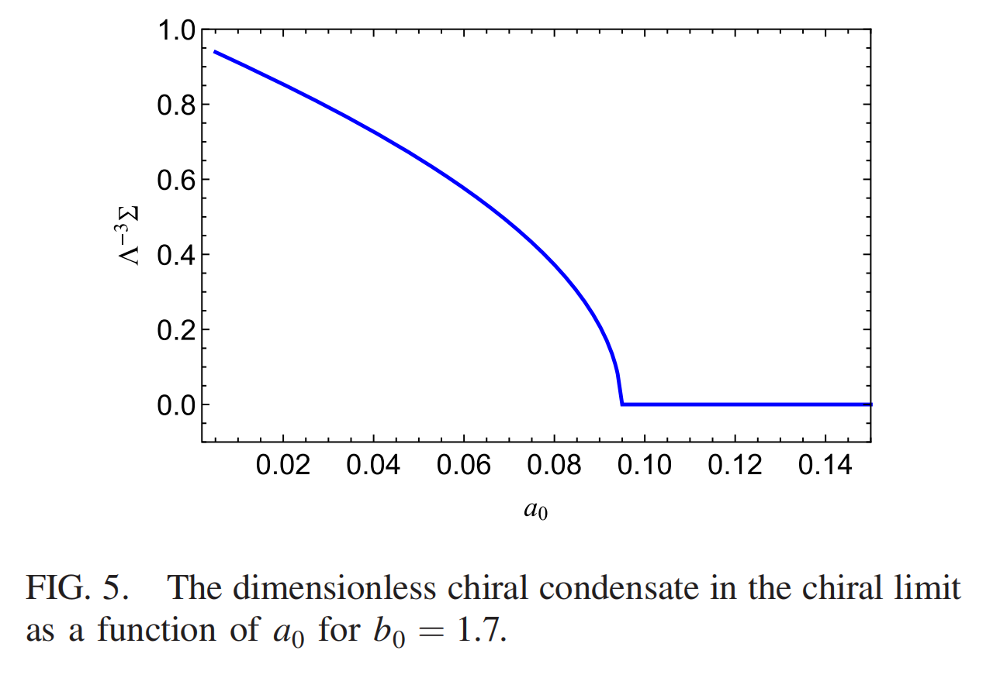 1.0
0.8
0.6
0.4
0.2
0.0
Λ⁻³Σ
0.02 0.04 0.06 0.08 0.10 0.12 0.14
a₀
FIG. 5. The dimensionless chiral condensate in the chiral limit
as a function of a₀ for b₀ = 1.7.